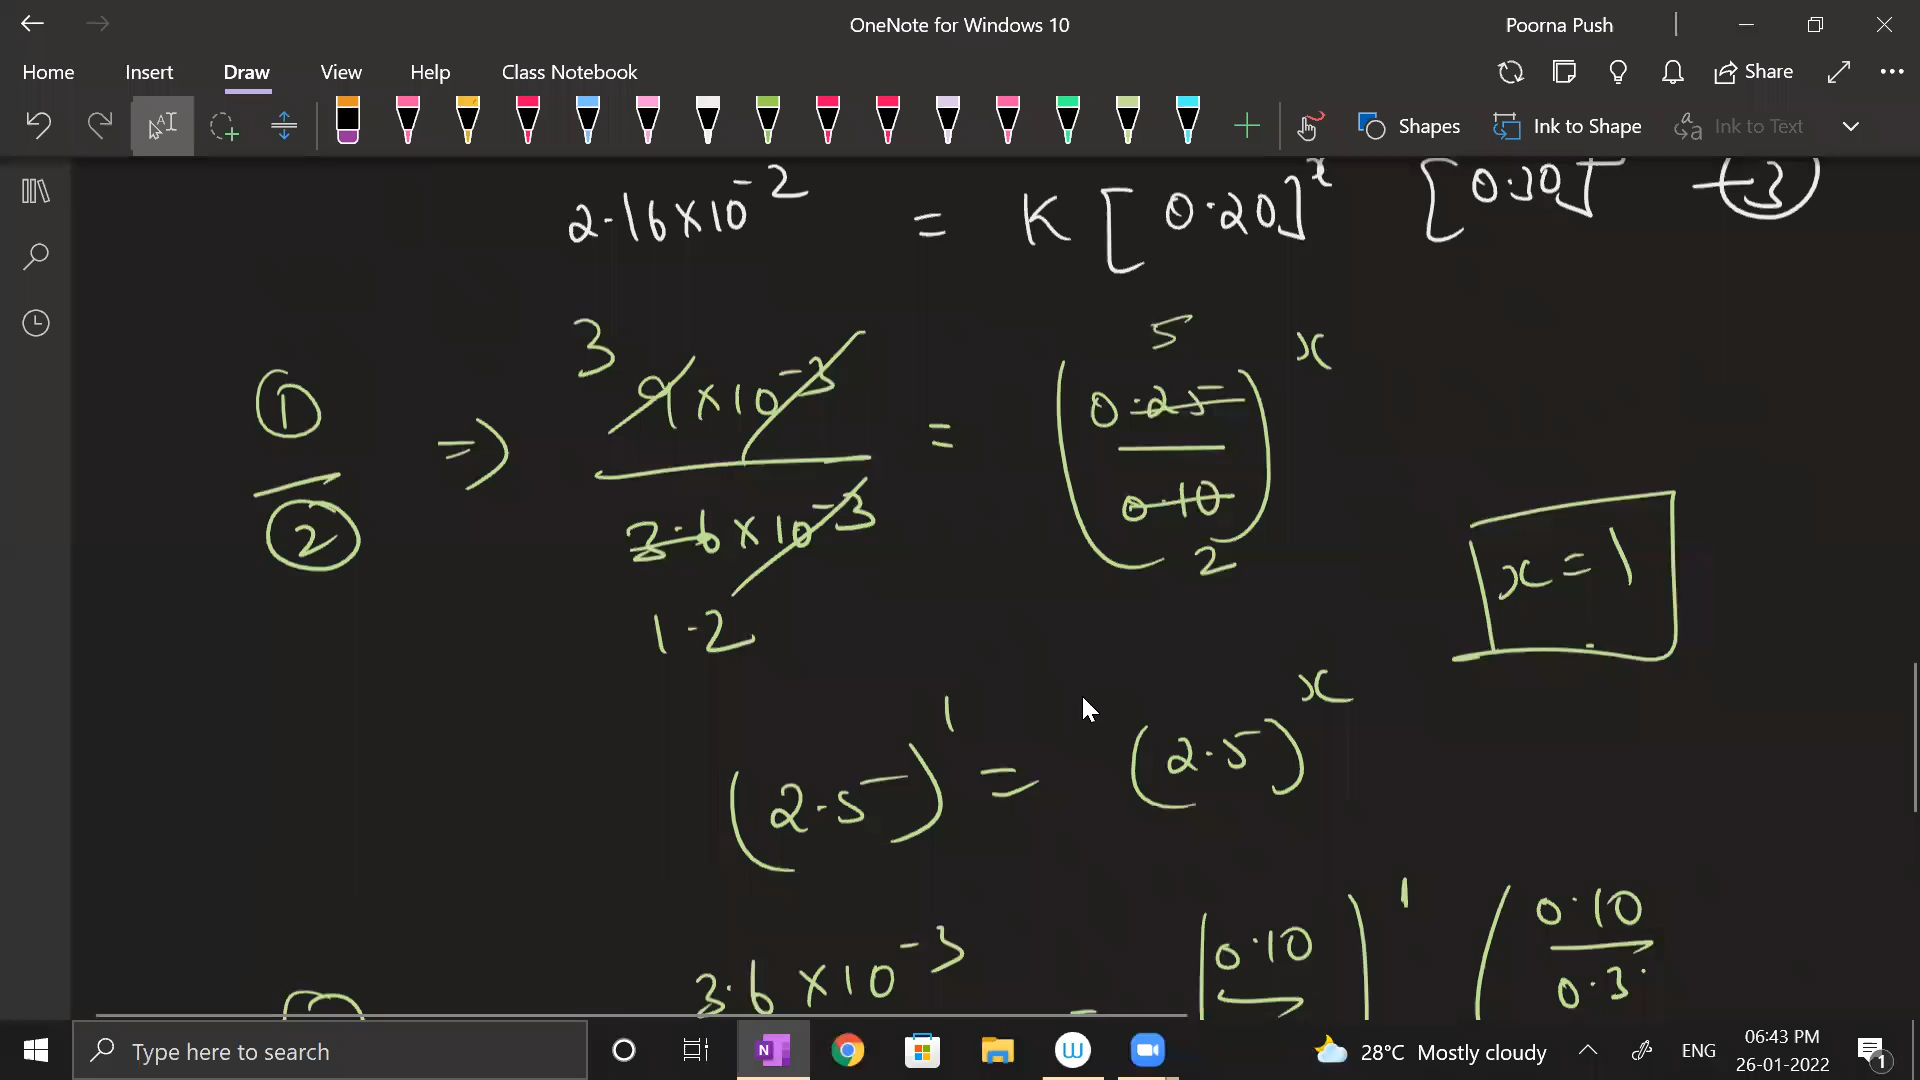 OneNote for Windows 10
Poorna Push
Home Insert Draw View Help Class Notebook
Share
Shapes Ink to Shape Ink to Text
2.16×10⁻² = K [0.20]ˣ [0.30] —③
① / ② ⇒ 9×10⁻³ / 3.6×10⁻³ = (0.25 / 0.10)ˣ
3
5
1.2
2
x = 1
(2.5)¹ = (2.5)ˣ
3.6×10⁻³ = (0.10)¹ (0.10 / 0.3
Type here to search
28°C Mostly cloudy
ENG
06:43 PM
26-01-2022
1